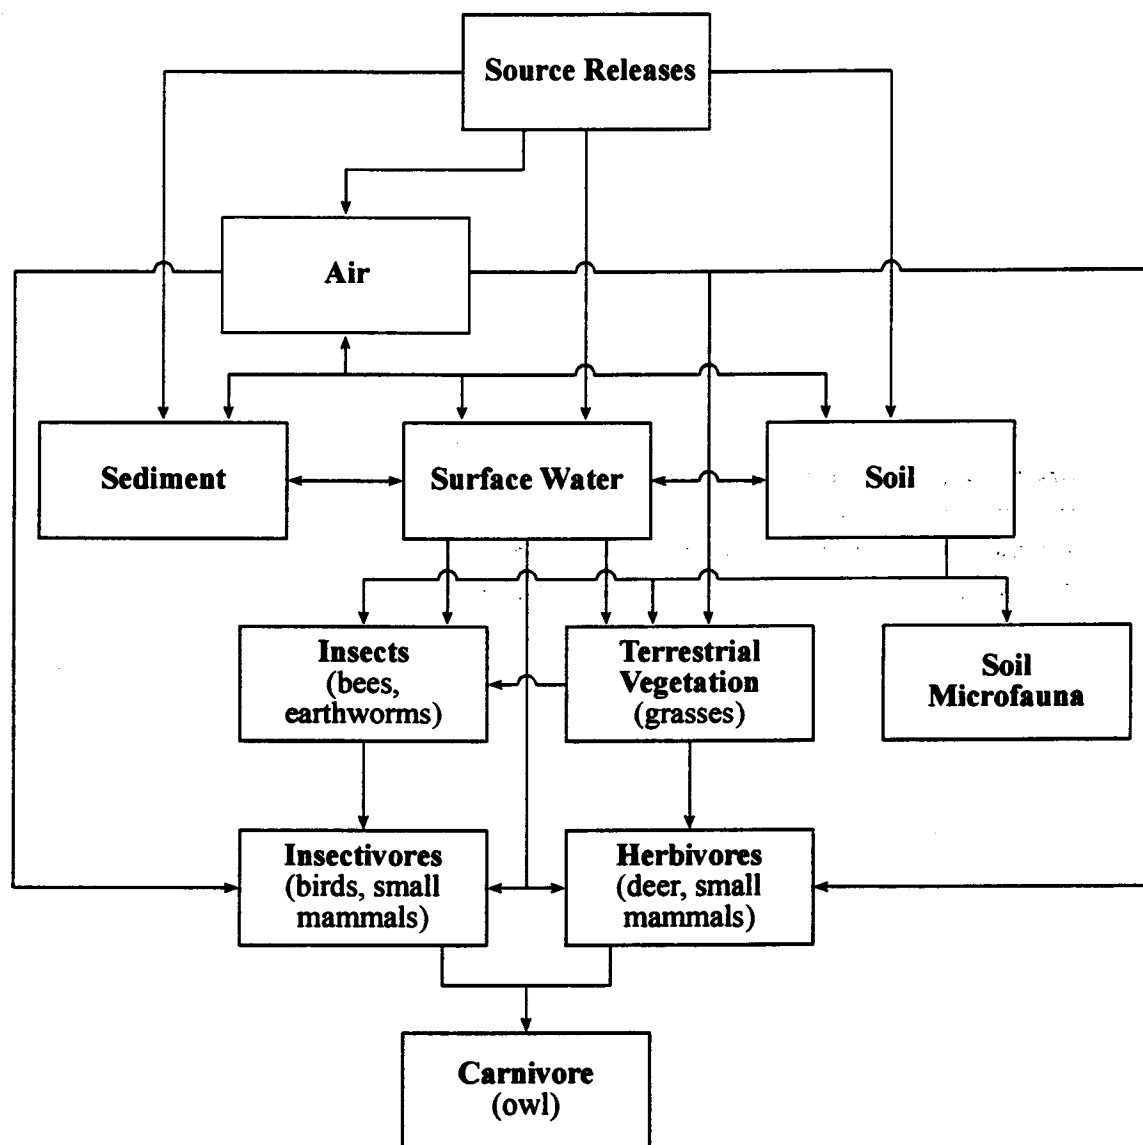 Source Releases
Air
Sediment
Surface Water
Soil
Insects
(bees,
earthworms)
Terrestrial
Vegetation
(grasses)
Soil
Microfauna
Insectivores
(birds, small
mammals)
Herbivores
(deer, small
mammals)
Carnivore
(owl)